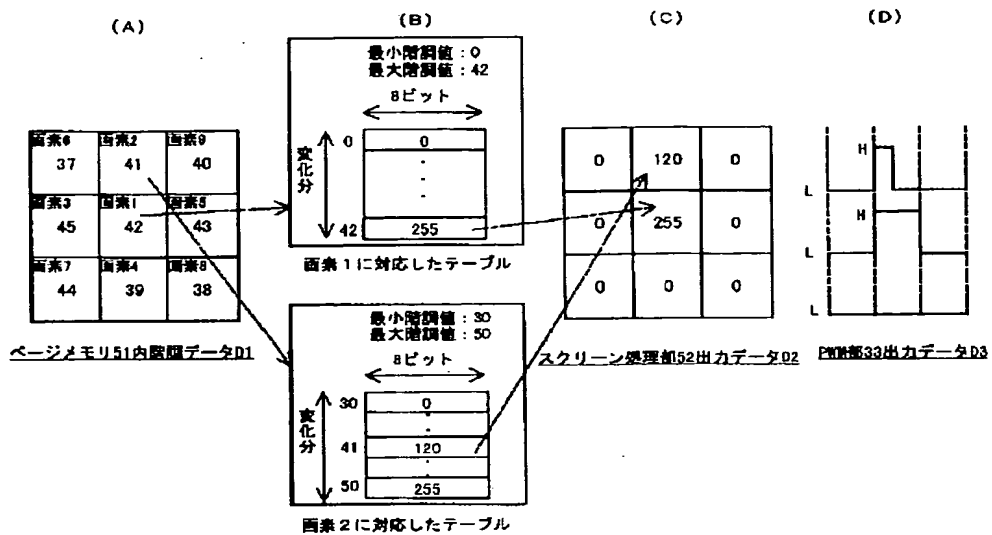 (A)
画素6 画素2 画素9
37 41 40
画素3 画素1 画素5
45 42 43
画素7 画素4 画素8
44 39 38
ページメモリ51内階調データD1
(B)
最小階調値:0
最大階調値:42
8ビット
変化分
0 0
42 255
画素1に対応したテーブル
最小階調値:30
最大階調値:50
8ビット
変化分
30 0
41 120
50 255
画素2に対応したテーブル
(C)
0 120 0
0 255 0
0 0 0
スクリーン処理部52出力データD2
(D)
H
L
H
L
L
PWM部33出力データD3